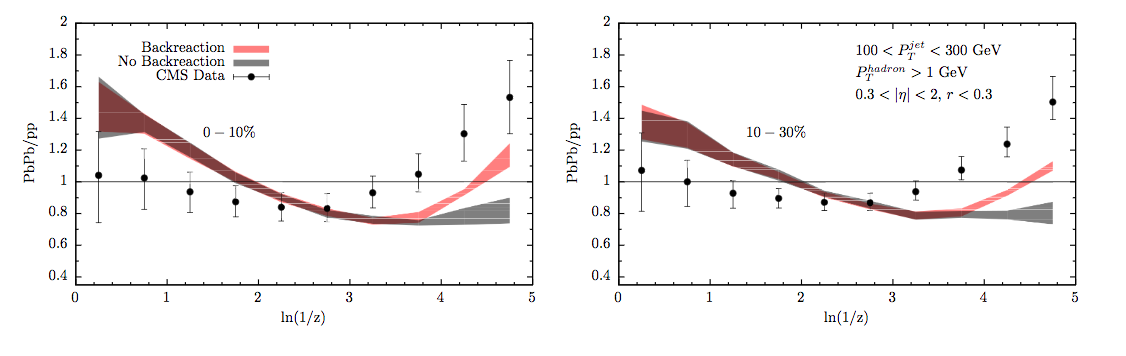 2
1.8
1.6
1.4
1.2
1
0.8
0.6
0.4
PbPb/pp
Backreaction
No Backreaction
CMS Data
0 − 10%
0 1 2 3 4 5
ln(1/z)
2
1.8
1.6
1.4
1.2
1
0.8
0.6
0.4
PbPb/pp
100 < P_T^{jet} < 300 GeV
P_T^{hadron} > 1 GeV
0.3 < |η| < 2, r < 0.3
10 − 30%
0 1 2 3 4 5
ln(1/z)